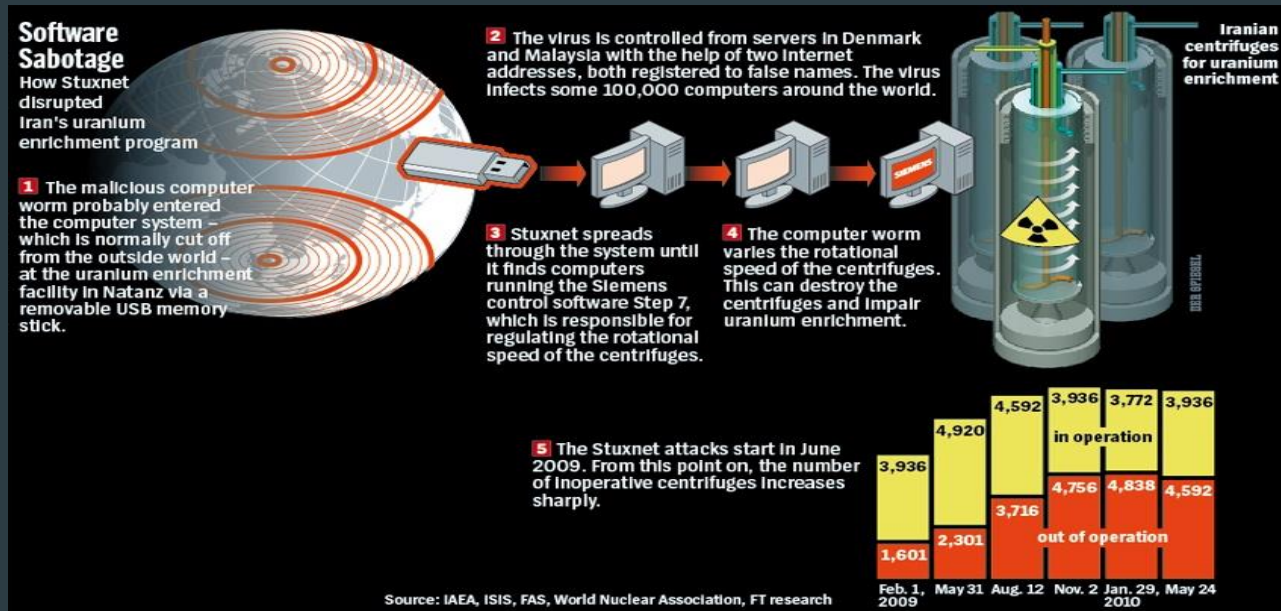 Software
Sabotage
How Stuxnet
disrupted
Iran's uranium
enrichment program
1 The malicious computer
worm probably entered
the computer system –
which is normally cut off
from the outside world –
at the uranium enrichment
facility in Natanz via a
removable USB memory
stick.
2 The virus is controlled from servers in Denmark
and Malaysia with the help of two Internet
addresses, both registered to false names. The virus
infects some 100,000 computers around the world.
SIEMENS
3 Stuxnet spreads
through the system until
it finds computers
running the Siemens
control software Step 7,
which is responsible for
regulating the rotational
speed of the centrifuges.
4 The computer worm
varies the rotational
speed of the centrifuges.
This can destroy the
centrifuges and impair
uranium enrichment.
Iranian
centrifuges
for uranium
enrichment
DER SPIEGEL
5 The Stuxnet attacks start in June
2009. From this point on, the number
of inoperative centrifuges increases
sharply.
3,936 4,920 4,592 3,936 3,772 3,936
in operation
1,601 2,301 3,716 4,756 4,838 4,592
out of operation
Feb. 1, 2009 May 31 Aug. 12 Nov. 2 Jan. 29, 2010 May 24
Source: IAEA, ISIS, FAS, World Nuclear Association, FT research